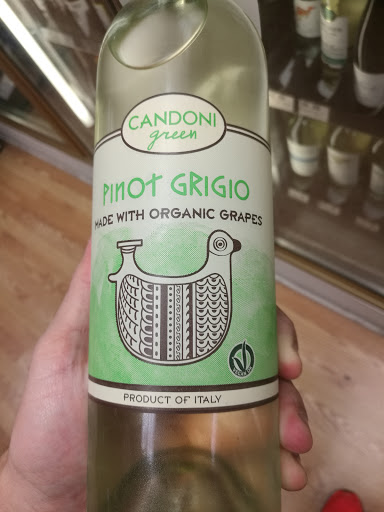 CANDONI
green
PINOT GRIGIO
MADE WITH ORGANIC GRAPES
PRODUCT OF ITALY